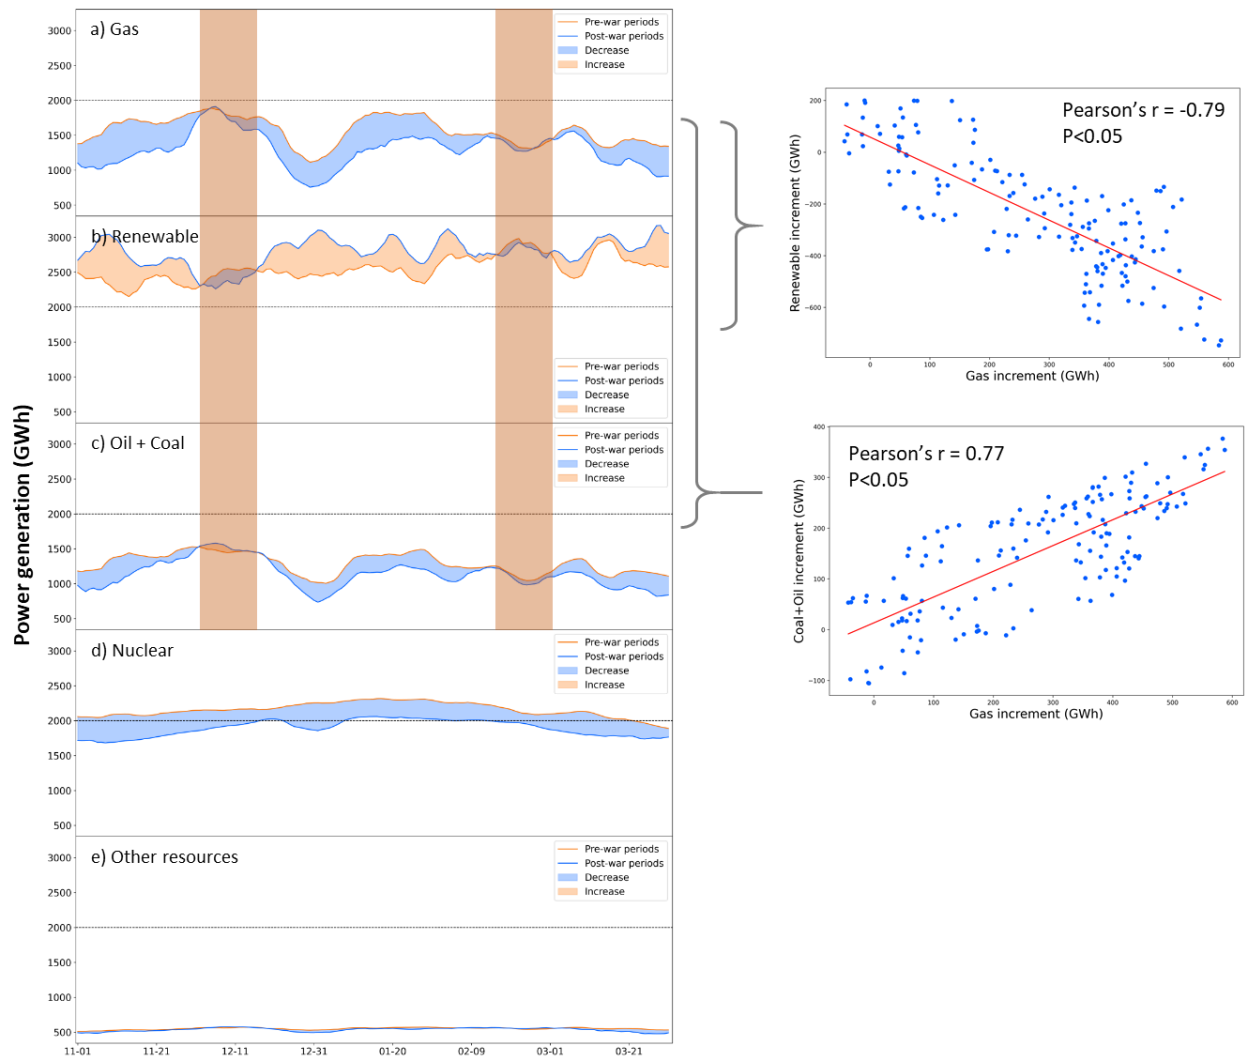 Power generation (GWh)
a) Gas
3000
2500
2000
1500
1000
500
Pre-war periods
Post-war periods
Decrease
Increase
b) Renewable
3000
2500
2000
1500
1000
500
Pre-war periods
Post-war periods
Decrease
Increase
c) Oil + Coal
3000
2500
2000
1500
1000
500
Pre-war periods
Post-war periods
Decrease
Increase
d) Nuclear
3000
2500
2000
1500
1000
500
Pre-war periods
Post-war periods
Decrease
Increase
e) Other resources
3000
2500
2000
1500
1000
500
Pre-war periods
Post-war periods
Decrease
Increase
11-01 11-21 12-11 12-31 01-20 02-09 03-01 03-21
Pearson's r = -0.79
P<0.05
Renewable increment (GWh)
200
0
−200
−400
−600
0 100 200 300 400 500 600
Gas increment (GWh)
Pearson's r = 0.77
P<0.05
Coal+Oil increment (GWh)
400
300
200
100
0
−100
0 100 200 300 400 500 600
Gas increment (GWh)